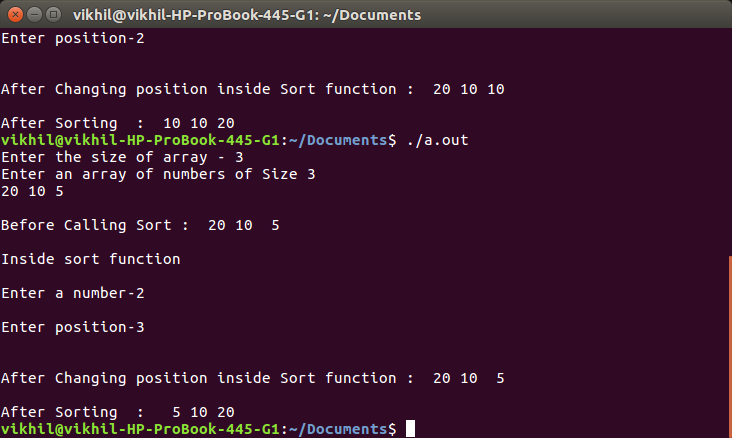 vikhil@vikhil-HP-ProBook-445-G1: ~/Documents
Enter position-2
After Changing position inside Sort function :  20 10 10
After Sorting  :  10 10 20
vikhil@vikhil-HP-ProBook-445-G1:~/Documents$ ./a.out
Enter the size of array - 3
Enter an array of numbers of Size 3
20 10 5
Before Calling Sort :  20 10  5
Inside sort function
Enter a number-2
Enter position-3
After Changing position inside Sort function :  20 10  5
After Sorting  :   5 10 20
vikhil@vikhil-HP-ProBook-445-G1:~/Documents$